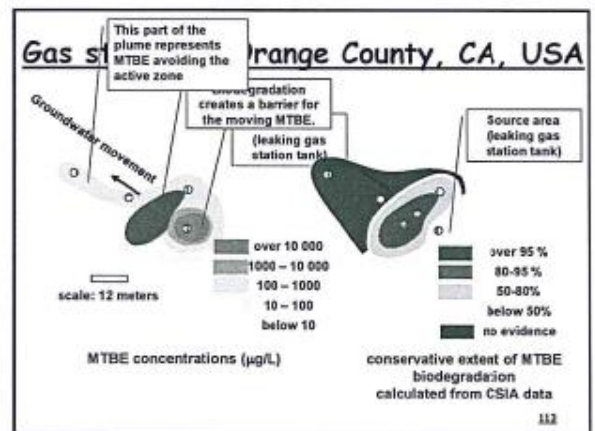 This part of the
plume represents
MTBE avoiding the
active zone
Gas st Orange County, CA, USA
Biodegradation
creates a barrier for
the moving MTBE.
(leaking gas
station tank)
Source area
(leaking gas
station tank)
Groundwater movement
scale: 12 meters
over 10 000
1000 – 10 000
100 – 1000
10 – 100
below 10
MTBE concentrations (µg/L)
over 95 %
80-95 %
50-80%
below 50%
no evidence
conservative extent of MTBE
biodegradation
calculated from CSIA data
112